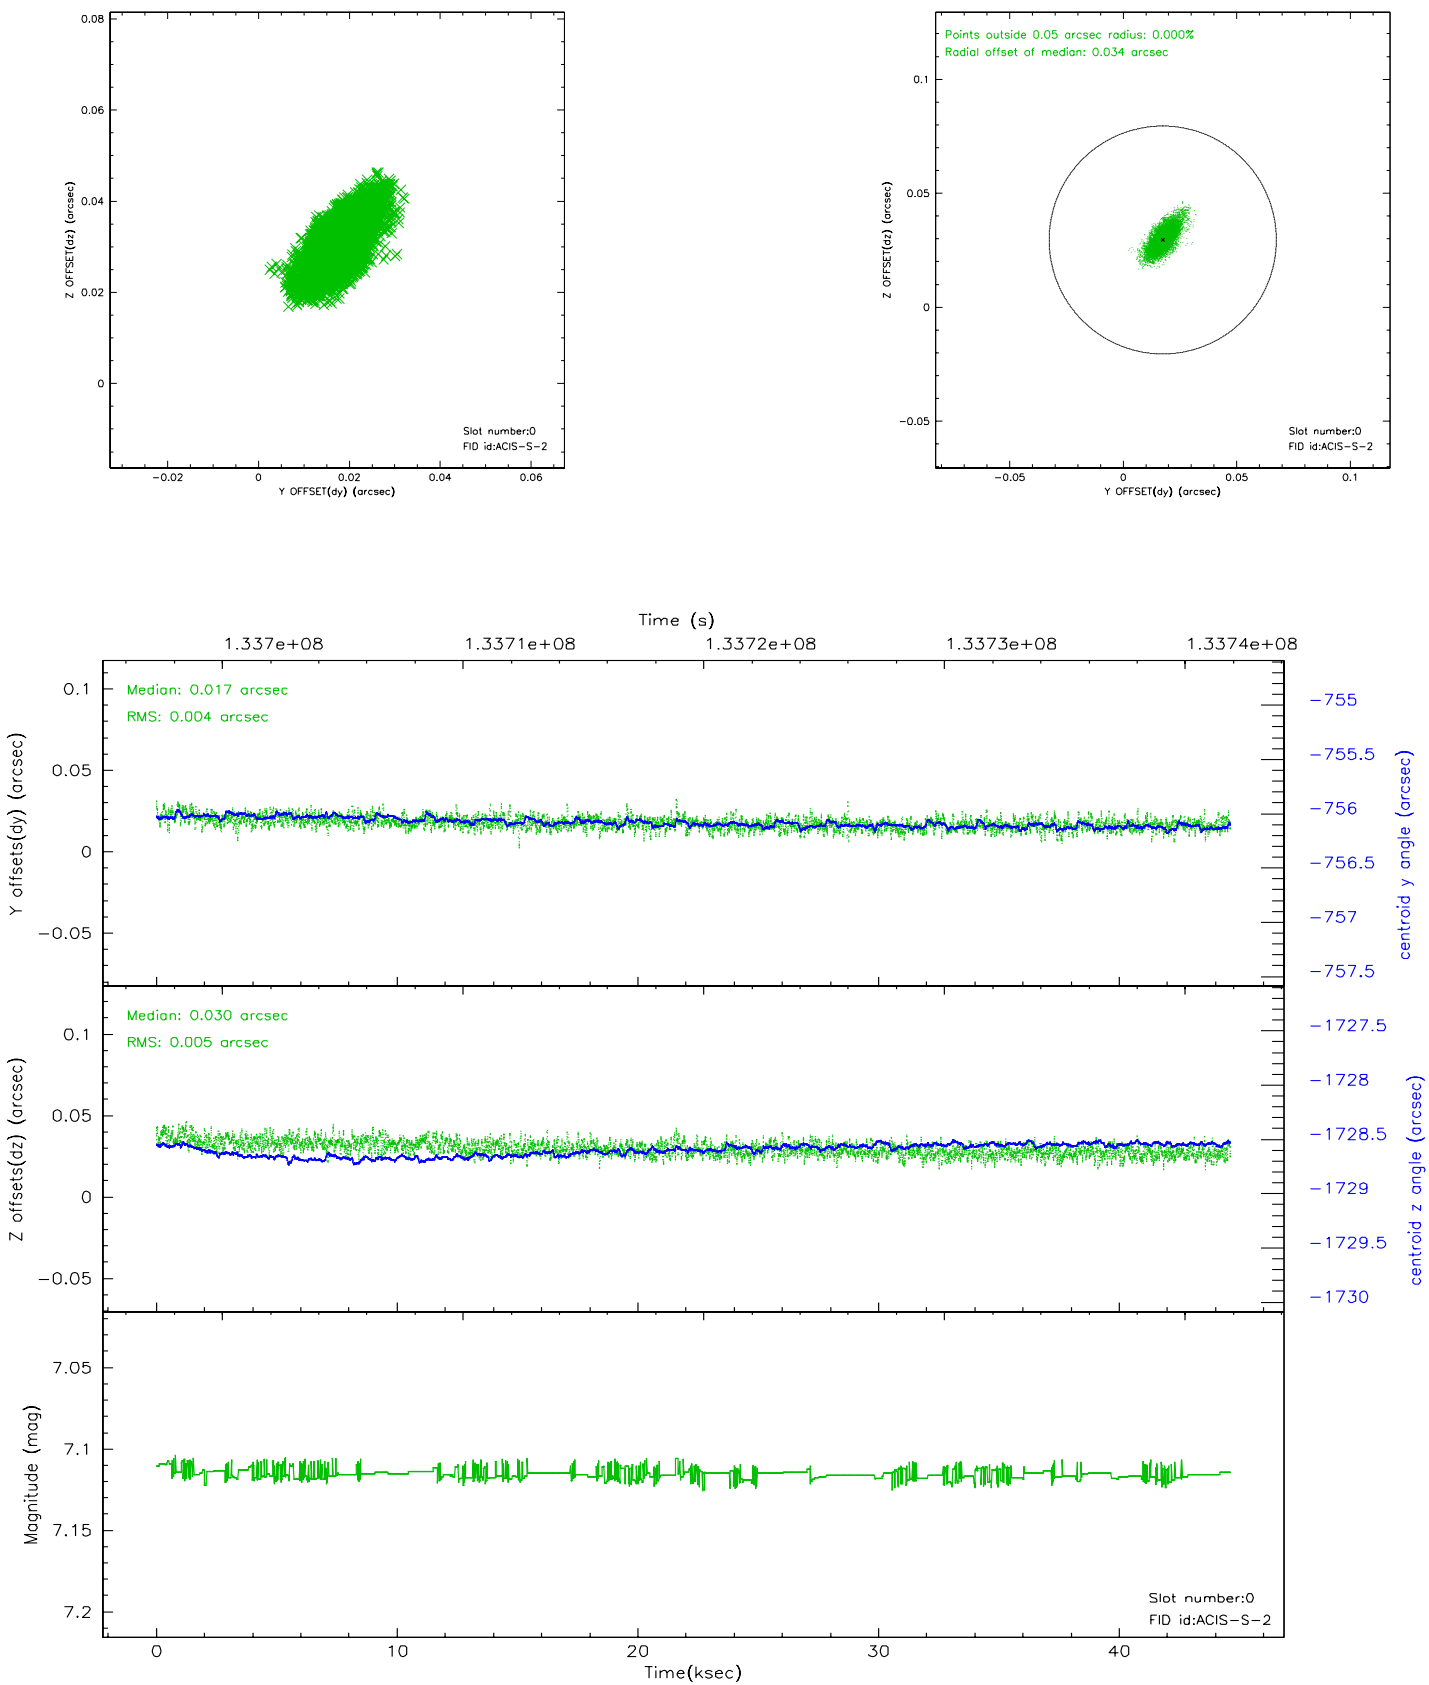 0.08
0.06
0.04
0.02
0
Z OFFSET(dz) (arcsec)
Slot number:0
FID id:ACIS-S-2
-0.02 0 0.02 0.04 0.06
Y OFFSET(dy) (arcsec)
Points outside 0.05 arcsec radius: 0.000%
Radial offset of median: 0.034 arcsec
0.1
0.05
0
-0.05
Z OFFSET(dz) (arcsec)
Slot number:0
FID id:ACIS-S-2
-0.05 0 0.05 0.1
Y OFFSET(dy) (arcsec)
Time (s)
1.337e+08 1.3371e+08 1.3372e+08 1.3373e+08 1.3374e+08
Median: 0.017 arcsec
RMS: 0.004 arcsec
0.1
0.05
0
-0.05
Y offsets(dy) (arcsec)
-755
-755.5
-756
-756.5
-757
-757.5
centroid y angle (arcsec)
Median: 0.030 arcsec
RMS: 0.005 arcsec
0.1
0.05
0
-0.05
Z offsets(dz) (arcsec)
-1727.5
-1728
-1728.5
-1729
-1729.5
-1730
centroid z angle (arcsec)
7.05
7.1
7.15
7.2
Magnitude (mag)
Slot number:0
FID id:ACIS-S-2
0 10 20 30 40
Time(ksec)